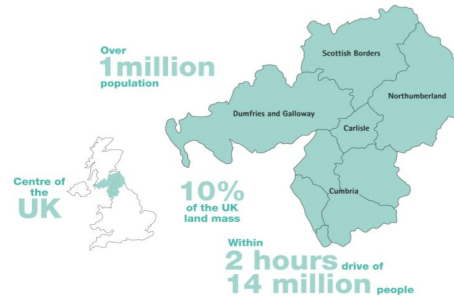 Over
1million
population
Scottish Borders
Northumberland
Dumfries and Galloway
Carlisle
Cumbria
Centre of
the
UK
10%
of the UK
land mass
Within
2 hours drive of
14 million people